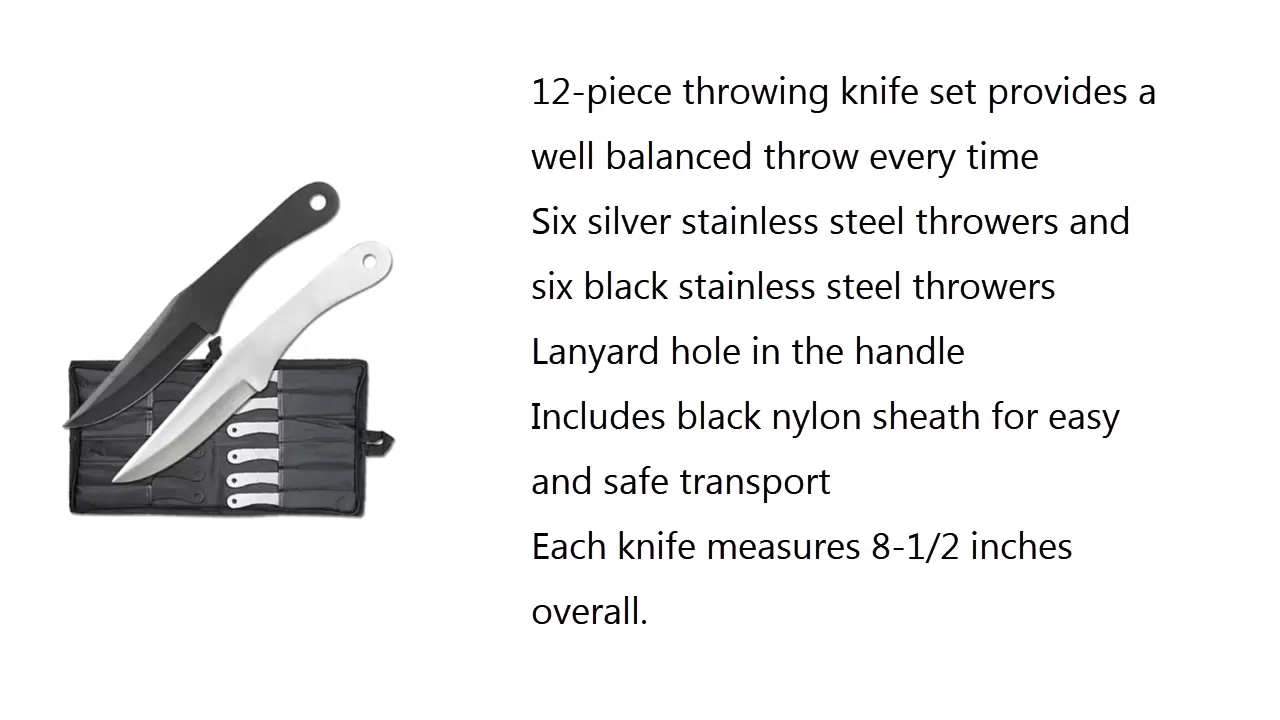 12-piece throwing knife set provides a
well balanced throw every time
Six silver stainless steel throwers and
six black stainless steel throwers
Lanyard hole in the handle
Includes black nylon sheath for easy
and safe transport
Each knife measures 8-1/2 inches
overall.